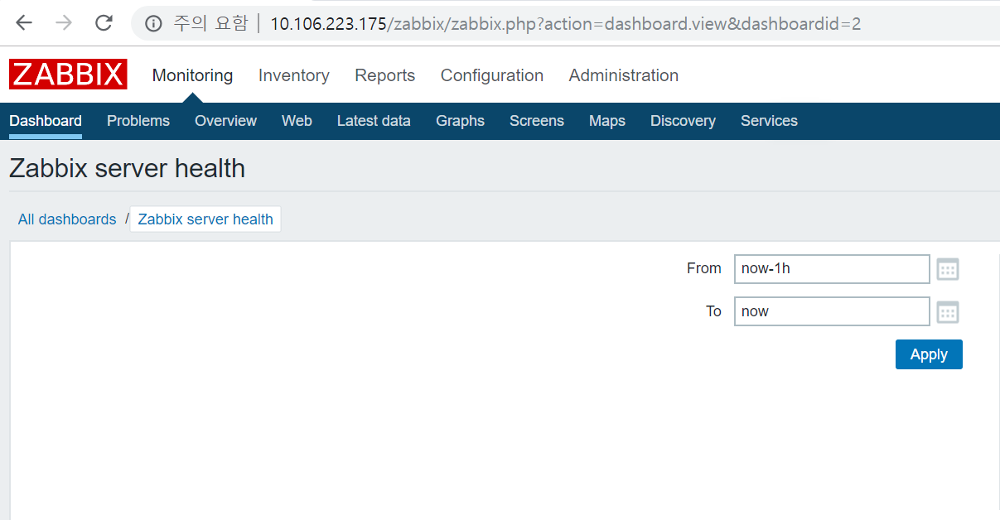 주의 요함 | 10.106.223.175/zabbix/zabbix.php?action=dashboard.view&dashboardid=2
ZABBIX Monitoring Inventory Reports Configuration Administration
Dashboard Problems Overview Web Latest data Graphs Screens Maps Discovery Services
Zabbix server health
All dashboards / Zabbix server health
From now-1h
To now
Apply